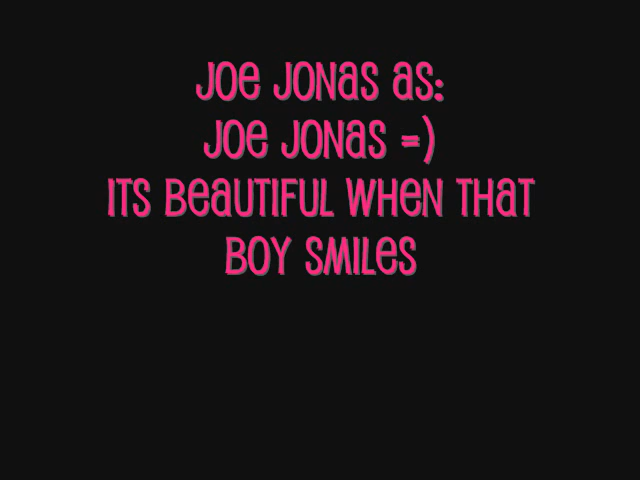 Joe Jonas as:
Joe Jonas =)
Its beautiful when that
boy smiles